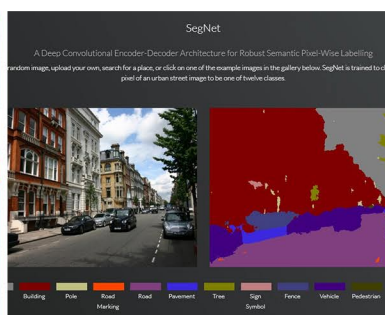 SegNet
A Deep Convolutional Encoder-Decoder Architecture for Robust Semantic Pixel-Wise Labelling
random image, upload your own, search for a place, or click on one of the example images in the gallery below. SegNet is trained to cl
pixel of an urban street image to be one of twelve classes.
Building Pole Road Marking Road Pavement Tree Sign Symbol Fence Vehicle Pedestrian